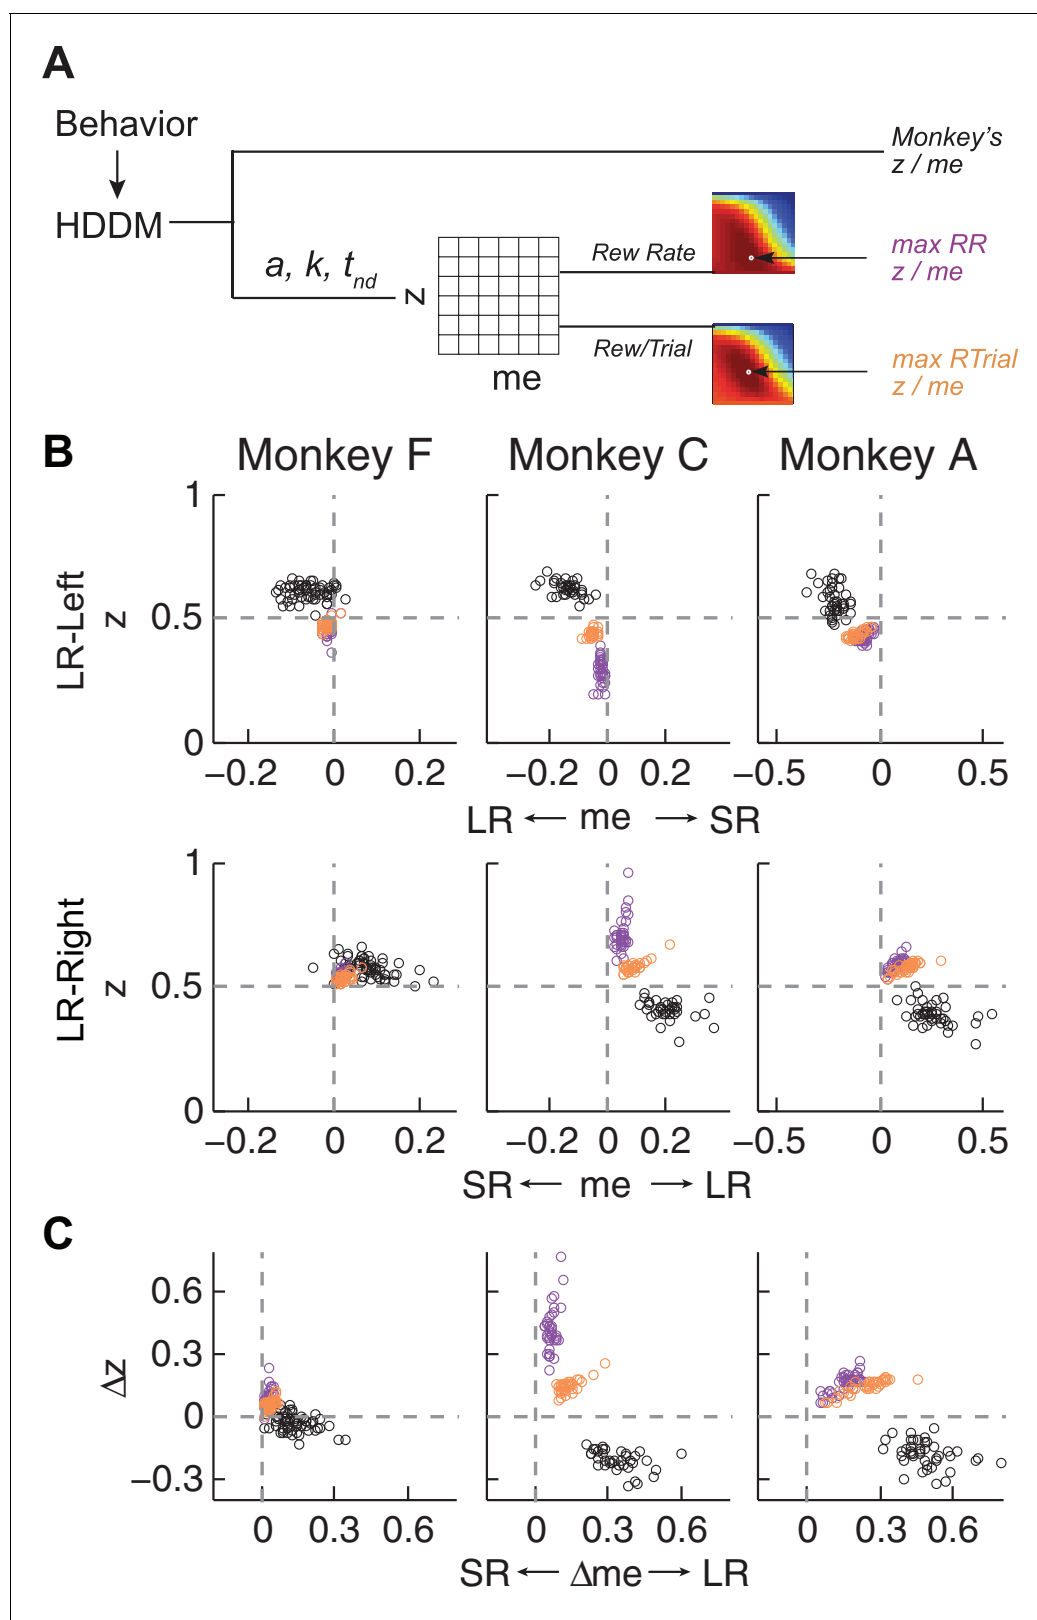 A
Behavior
HDDM
a, k, tnd
z
me
Rew Rate
Rew/Trial
Monkey's
z / me
max RR
z / me
max RTrial
z / me
B
Monkey F Monkey C Monkey A
LR-Left
z
1
0.5
0
−0.2 0 0.2 −0.2 0 0.2 −0.5 0 0.5
LR me SR
LR-Right
z
1
0.5
0
−0.2 0 0.2 −0.2 0 0.2 −0.5 0 0.5
SR me LR
C
Δz
0.6
0.3
0
−0.3
0 0.3 0.6 0 0.3 0.6 0 0.3 0.6
SR Δme LR